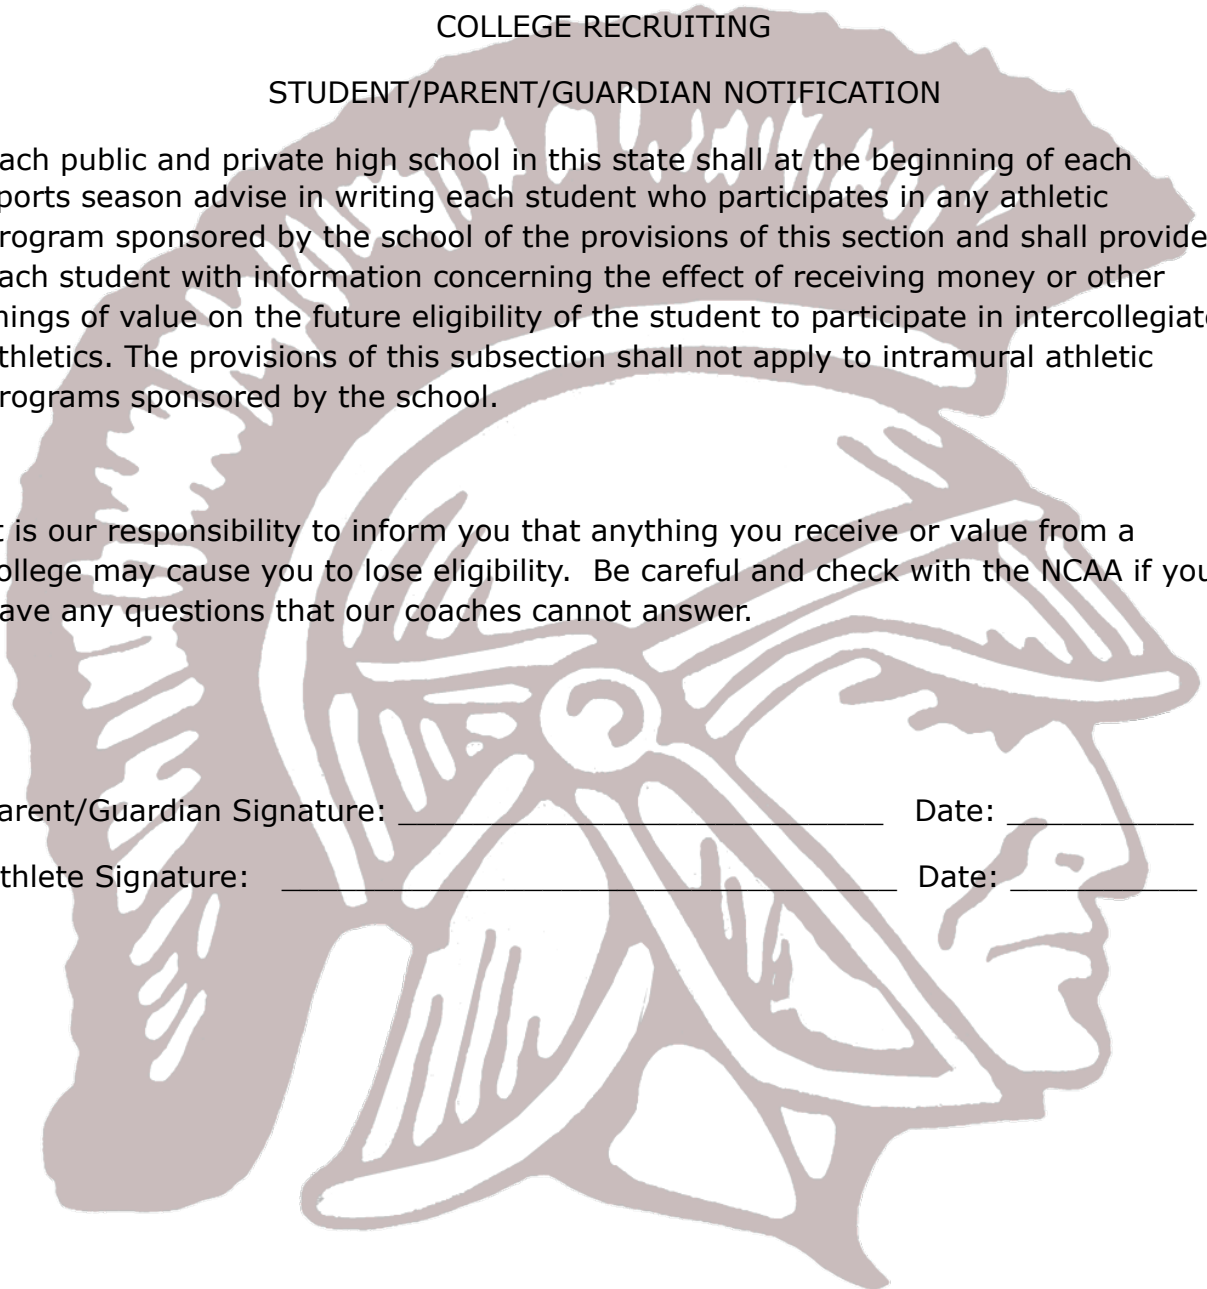 COLLEGE RECRUITING
STUDENT/PARENT/GUARDIAN NOTIFICATION
ach public and private high school in this state shall at the beginning of each
ports season advise in writing each student who participates in any athletic
rogram sponsored by the school of the provisions of this section and shall provide
ach student with information concerning the effect of receiving money or other
hings of value on the future eligibility of the student to participate in intercollegiate
thletics. The provisions of this subsection shall not apply to intramural athletic
rograms sponsored by the school.
t is our responsibility to inform you that anything you receive or value from a
ollege may cause you to lose eligibility.  Be careful and check with the NCAA if you
ave any questions that our coaches cannot answer.
arent/Guardian Signature: __________________________ Date: __________
thlete Signature: _________________________________ Date: __________